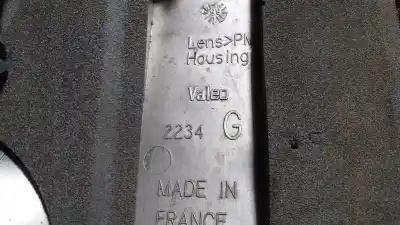 Lens>PM
Housing
Valeo
2234 G
MADE IN
FRANCE